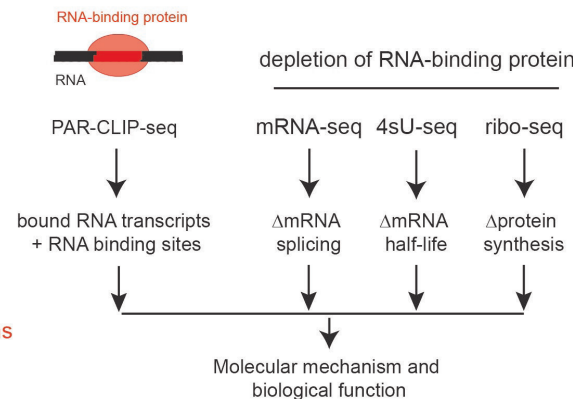 RNA-binding protein
RNA
depletion of RNA-binding protein
PAR-CLIP-seq
mRNA-seq 4sU-seq ribo-seq
bound RNA transcripts
+ RNA binding sites
ΔmRNA
splicing
ΔmRNA
half-life
Δprotein
synthesis
Molecular mechanism and
biological function